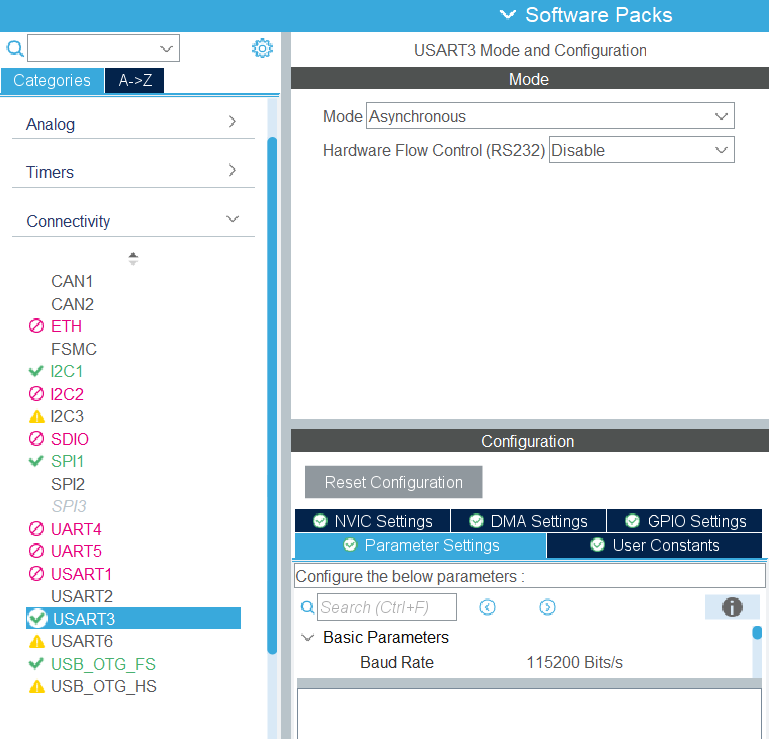 Software Packs
Categories
A->Z
Analog
Timers
Connectivity
CAN1
CAN2
ETH
FSMC
I2C1
I2C2
I2C3
SDIO
SPI1
SPI2
SPI3
UART4
UART5
USART1
USART2
USART3
USART6
USB_OTG_FS
USB_OTG_HS
USART3 Mode and Configuration
Mode
Mode Asynchronous
Hardware Flow Control (RS232) Disable
Configuration
Reset Configuration
NVIC Settings DMA Settings GPIO Settings
Parameter Settings User Constants
Configure the below parameters :
Search (Ctrl+F)
Basic Parameters
Baud Rate 115200 Bits/s